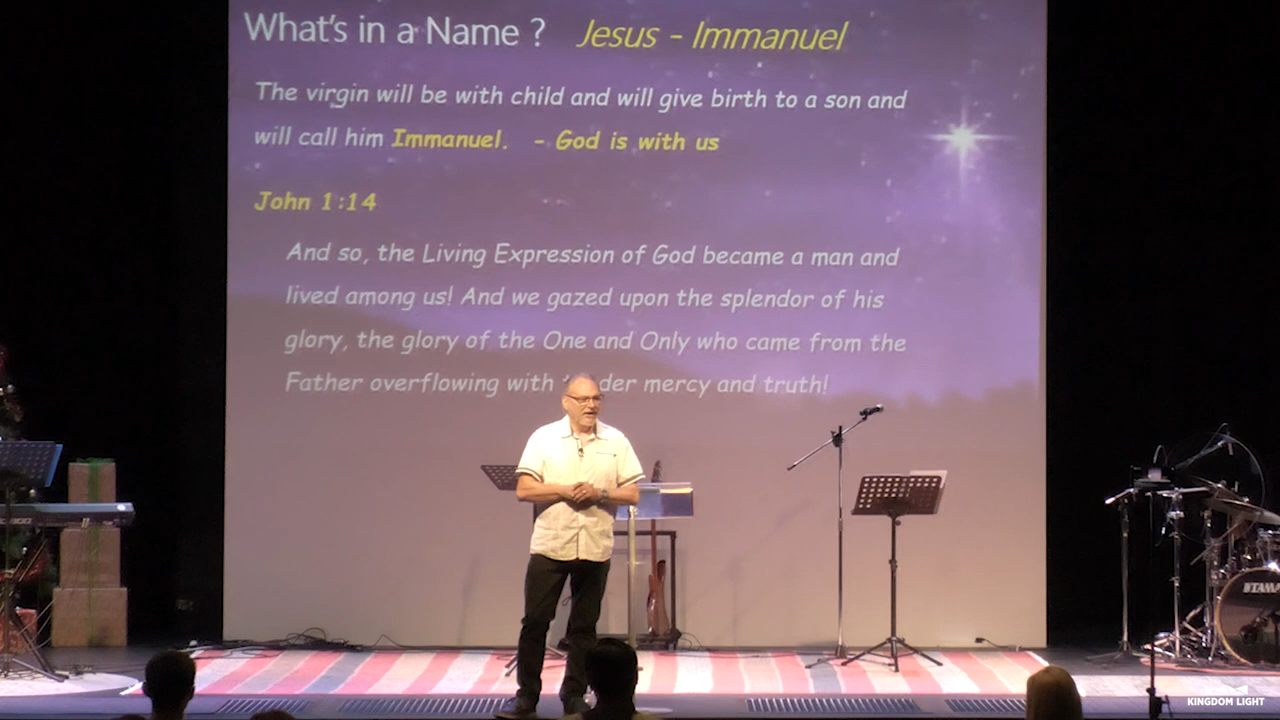 What's in a Name ? Jesus - Immanuel
The virgin will be with child and will give birth to a son and
will call him Immanuel. - God is with us
John 1:14
And so, the Living Expression of God became a man and
lived among us! And we gazed upon the splendor of his
glory, the glory of the One and Only who came from the
Father overflowing with der mercy and truth!
TAMA
KINGDOM LIGHT